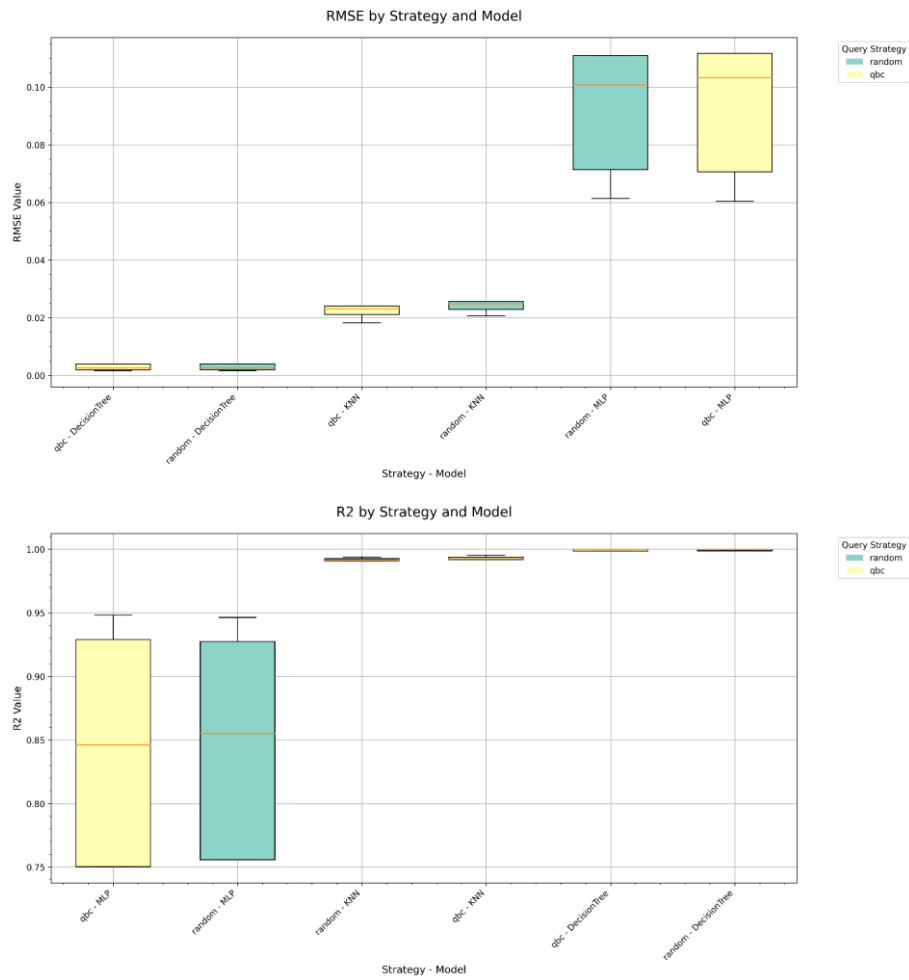 RMSE by Strategy and Model
Query Strategy
random
qbc
0.10
0.08
0.06
0.04
0.02
0.00
RMSE Value
qbc - DecisionTree
random - DecisionTree
qbc - KNN
random - KNN
random - MLP
qbc - MLP
Strategy - Model
R2 by Strategy and Model
Query Strategy
random
qbc
1.00
0.95
0.90
0.85
0.80
0.75
R2 Value
qbc - MLP
random - MLP
random - KNN
qbc - KNN
qbc - DecisionTree
random - DecisionTree
Strategy - Model